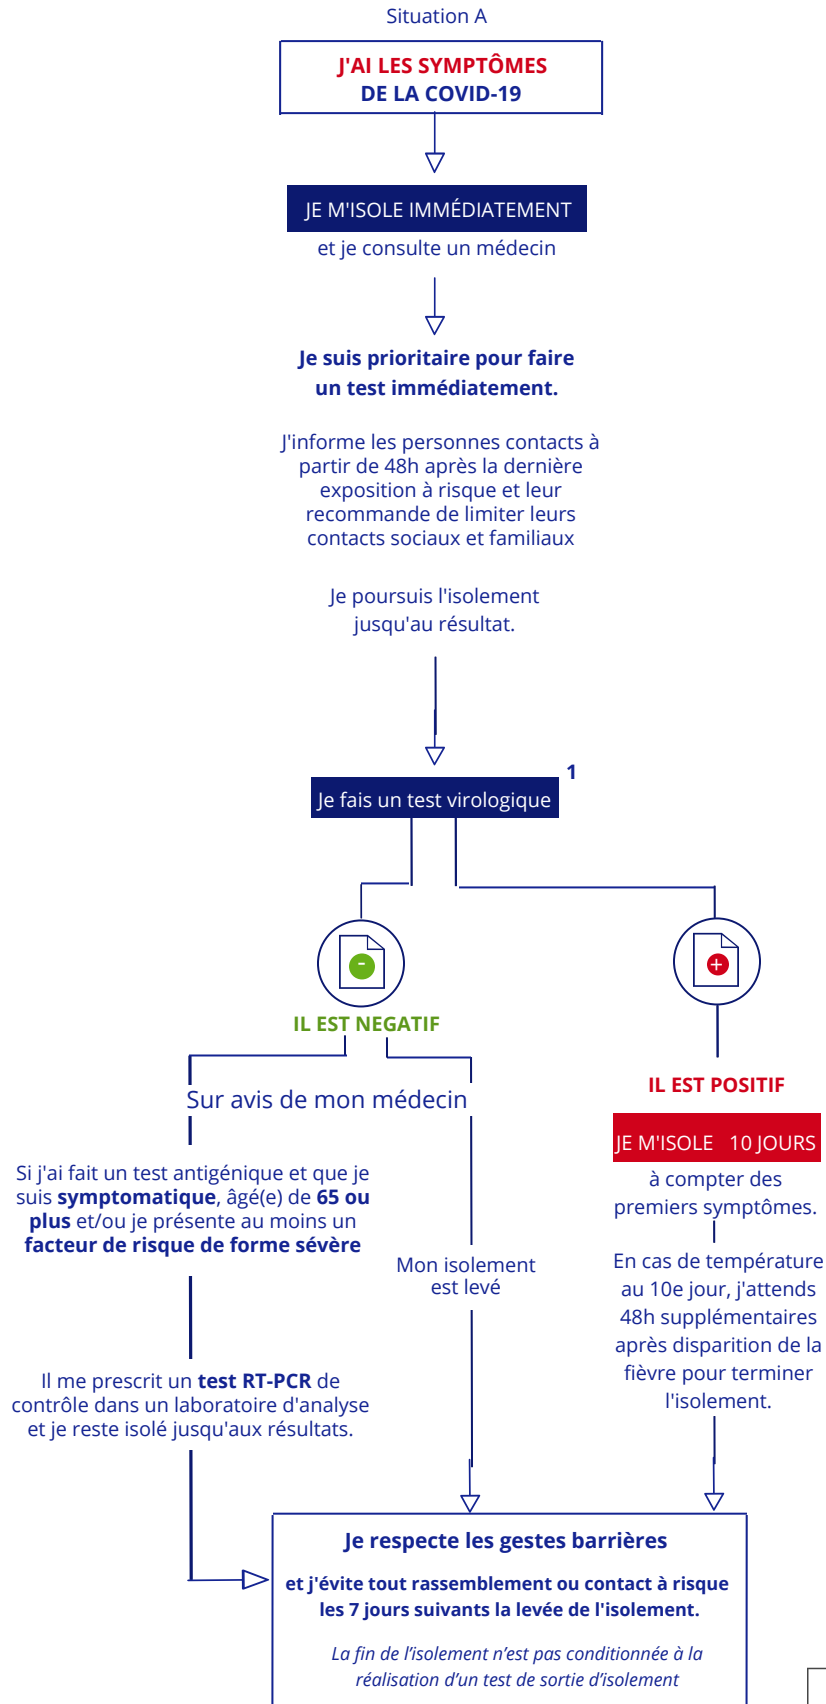 Situation A
J'AI LES SYMPTÔMES
DE LA COVID-19
JE M'ISOLE IMMÉDIATEMENT
et je consulte un médecin
Je suis prioritaire pour faire
un test immédiatement.
J'informe les personnes contacts à
partir de 48h après la dernière
exposition à risque et leur
recommande de limiter leurs
contacts sociaux et familiaux
Je poursuis l'isolement
jusqu'au résultat.
1
Je fais un test virologique
-
+
IL EST NEGATIF
Sur avis de mon médecin
Si j'ai fait un test antigénique et que je
suis symptomatique, âgé(e) de 65 ou
plus et/ou je présente au moins un
facteur de risque de forme sévère
Il me prescrit un test RT-PCR de
contrôle dans un laboratoire d'analyse
et je reste isolé jusqu'aux résultats.
Mon isolement
est levé
IL EST POSITIF
JE M'ISOLE 10 JOURS
à compter des
premiers symptômes.
En cas de température
au 10e jour, j'attends
48h supplémentaires
après disparition de la
fièvre pour terminer
l'isolement.
Je respecte les gestes barrières
et j'évite tout rassemblement ou contact à risque
les 7 jours suivants la levée de l'isolement.
La fin de l’isolement n’est pas conditionnée à la
réalisation d’un test de sortie d’isolement